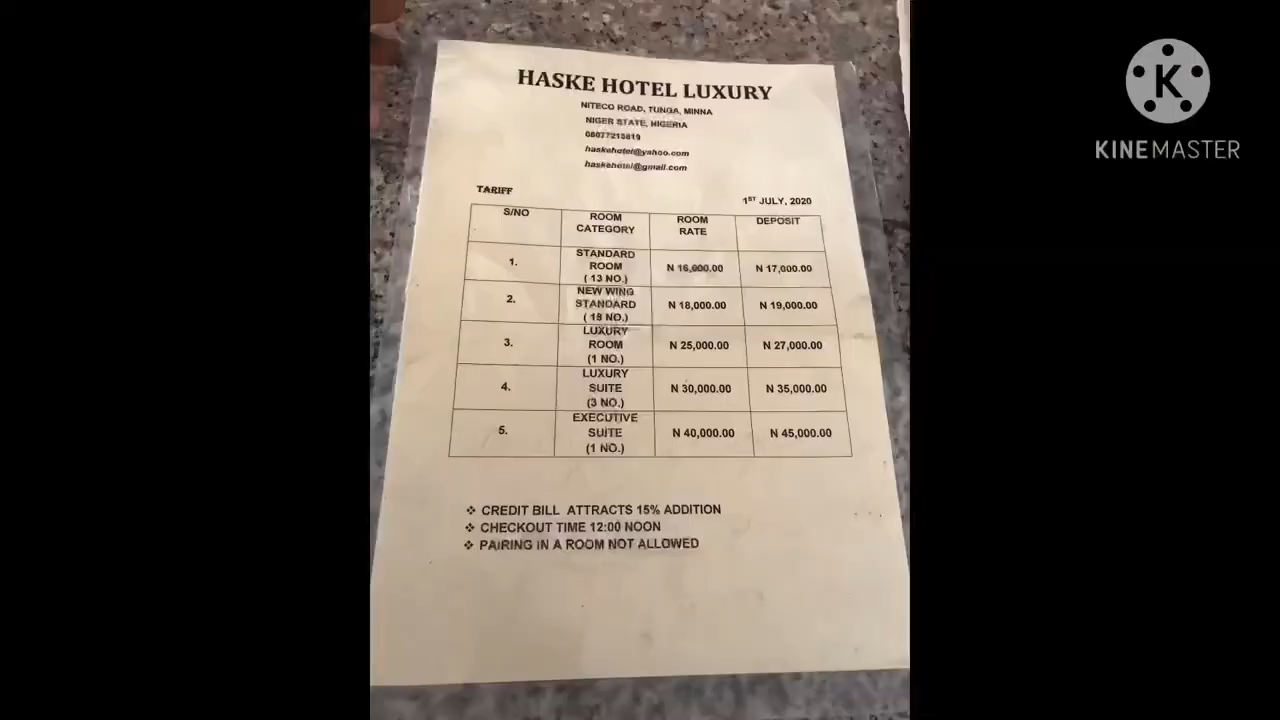 HASKE HOTEL LUXURY
NITECO ROAD, TUNGA, MINNA
NIGER STATE, NIGERIA
08077215819
haskehotel@yahoo.com
haskehotel@gmail.com
TARIFF
1ST JULY, 2020
S/NO ROOM CATEGORY ROOM RATE DEPOSIT
1. STANDARD ROOM ( 13 NO.) N 16,000.00 N 17,000.00
2. NEW WING STANDARD ( 18 NO.) N 18,000.00 N 19,000.00
3. LUXURY ROOM (1 NO.) N 25,000.00 N 27,000.00
4. LUXURY SUITE (3 NO.) N 30,000.00 N 35,000.00
5. EXECUTIVE SUITE (1 NO.) N 40,000.00 N 45,000.00
❖ CREDIT BILL ATTRACTS 15% ADDITION
❖ CHECKOUT TIME 12:00 NOON
❖ PAIRING IN A ROOM NOT ALLOWED
K
KINEMASTER